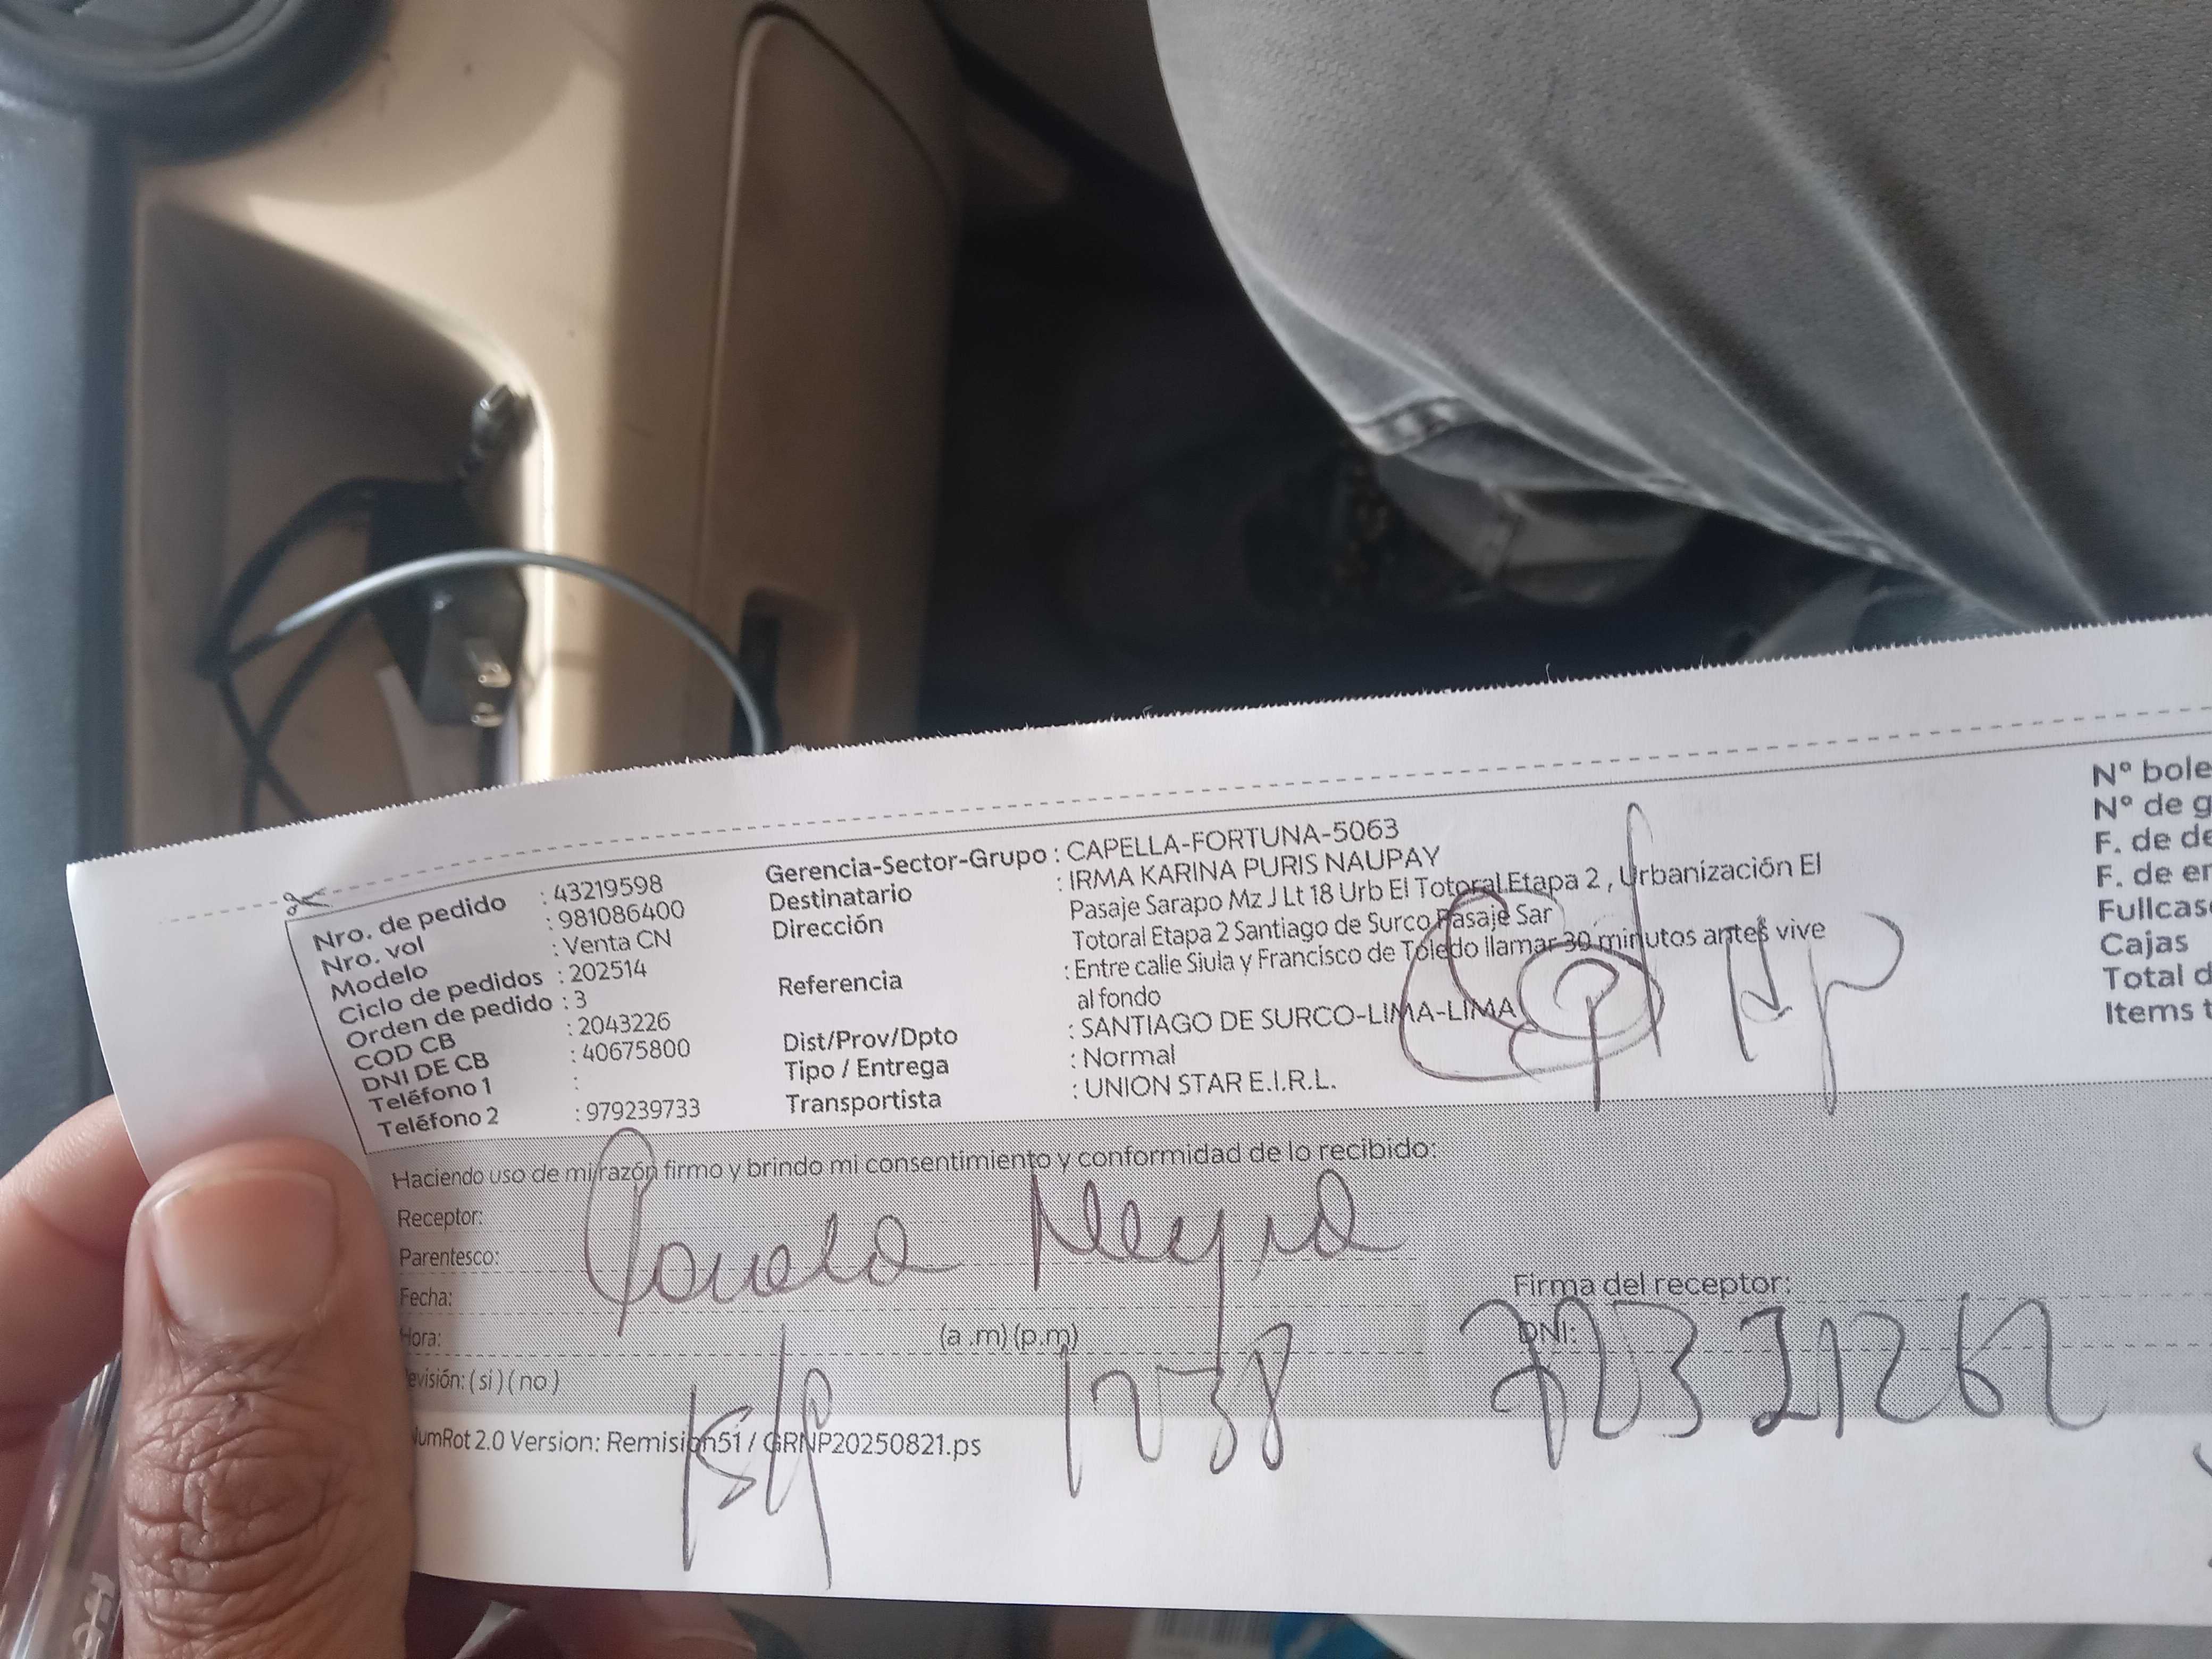 Nro. de pedido : 43219598
Nro. vol : 981086400
Modelo : Venta CN
Ciclo de pedidos : 202514
Orden de pedido : 3
COD CB : 2043226
DNI DE CB : 40675800
Teléfono 1 :
Teléfono 2 : 979239733
Gerencia-Sector-Grupo : CAPELLA-FORTUNA-5063
Destinatario : IRMA KARINA PURIS NAUPAY
Dirección Pasaje Sarapo Mz J Lt 18 Urb El Totoral Etapa 2 , Urbanización El
Totoral Etapa 2 Santiago de Surco Pasaje Sar
Referencia : Entre calle Siula y Francisco de Toledo llamar 30 minutos antes vive
al fondo
Dist/Prov/Dpto : SANTIAGO DE SURCO-LIMA-LIMA
Tipo / Entrega : Normal
Transportista : UNION STAR E.I.R.L.
Nº bole
Nº de g
F. de de
F. de en
Fullcas
Cajas
Total d
Items t
Haciendo uso de mi razón firmo y brindo mi consentimiento y conformidad de lo recibido:
Receptor:
Parentesco:
Fecha:
Hora: (a .m) (p.m)
evisión: ( si ) ( no )
Firma del receptor:
DNI: 72321262
15/9 1238
NumRot 2.0 Version: Remision51 / GRNP20250821.ps